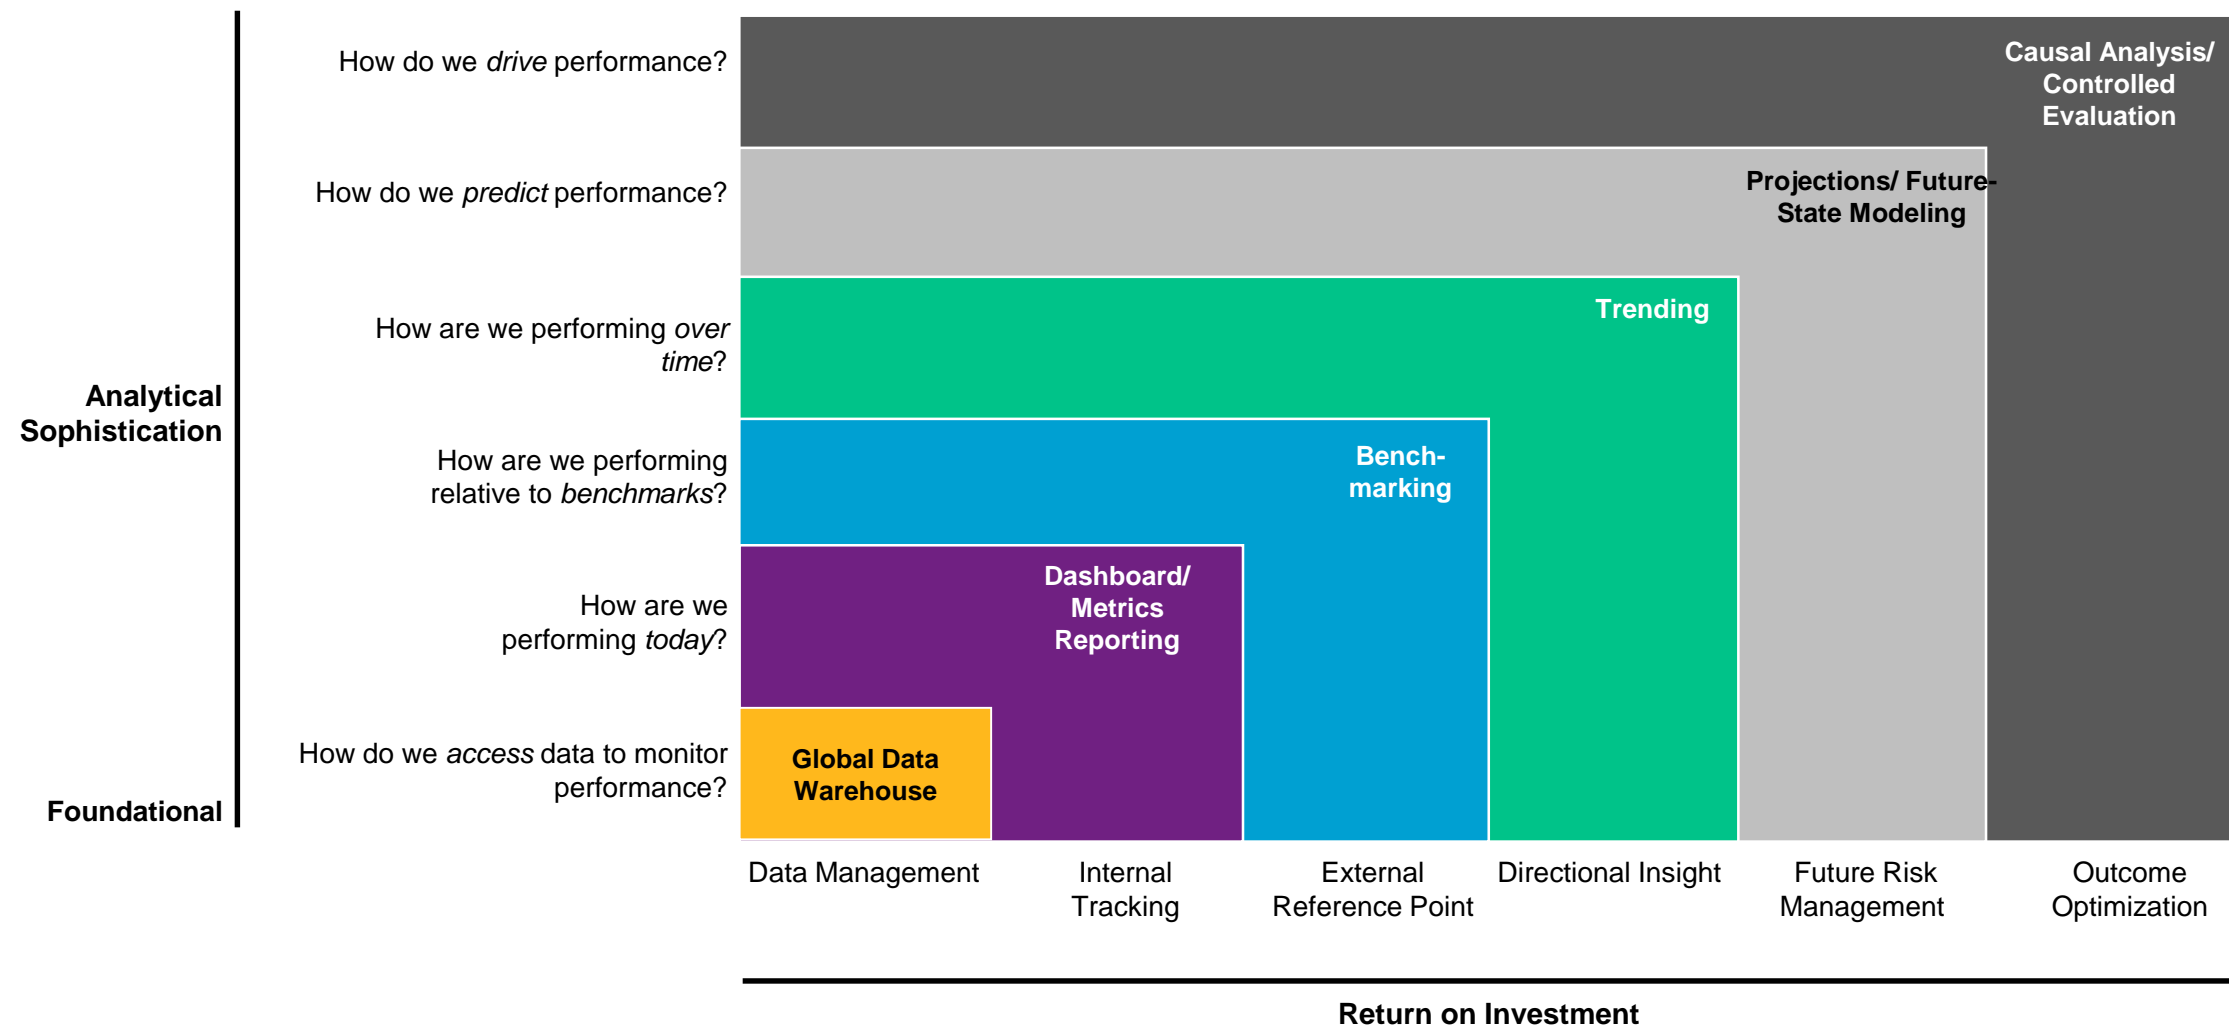 How do we drive performance?
Causal Analysis/
Controlled
Evaluation
How do we predict performance?
Projections/ Future-
State Modeling
How are we performing over
time?
Trending
Analytical
Sophistication
How are we performing
relative to benchmarks?
Bench-
marking
How are we
performing today?
Dashboard/
Metrics
Reporting
How do we access data to monitor
performance?
Global Data
Warehouse
Foundational
Data Management
Internal
Tracking
External
Reference Point
Directional Insight
Future Risk
Management
Outcome
Optimization
Return on Investment